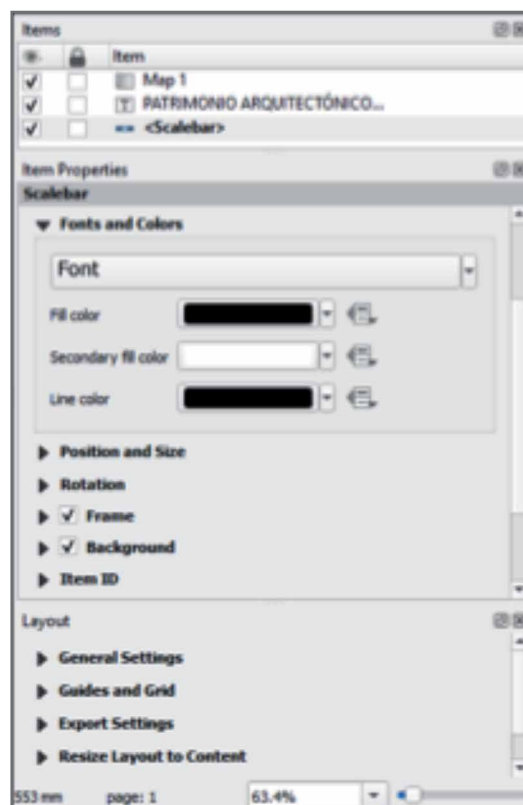 Items
Item
Map 1
T PATRIMONIO ARQUITECTÓNICO...
<Scalebar>
Item Properties
Scalebar
Fonts and Colors
Font
Fill color
Secondary fill color
Line color
Position and Size
Rotation
Frame
Background
Item ID
Layout
General Settings
Guides and Grid
Export Settings
Resize Layout to Content
553 mm page: 1 63.4%